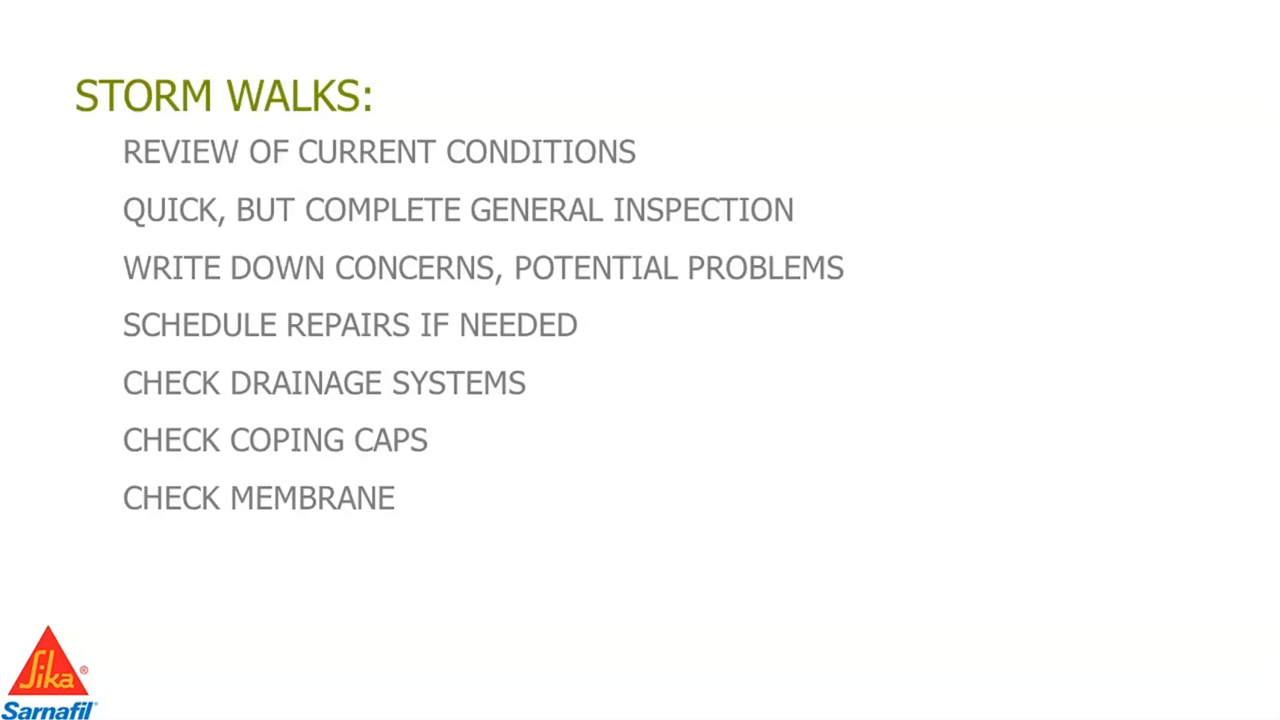 STORM WALKS:
REVIEW OF CURRENT CONDITIONS
QUICK, BUT COMPLETE GENERAL INSPECTION
WRITE DOWN CONCERNS, POTENTIAL PROBLEMS
SCHEDULE REPAIRS IF NEEDED
CHECK DRAINAGE SYSTEMS
CHECK COPING CAPS
CHECK MEMBRANE
Sika®
Sarnafil®